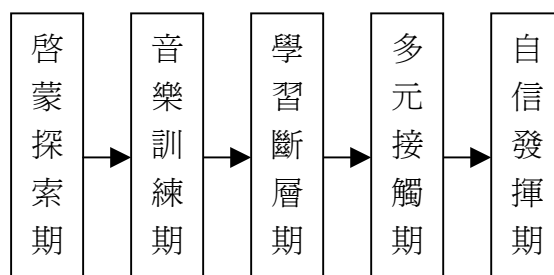 啓蒙探索期
音樂訓練期
學習斷層期
多元接觸期
自信發揮期